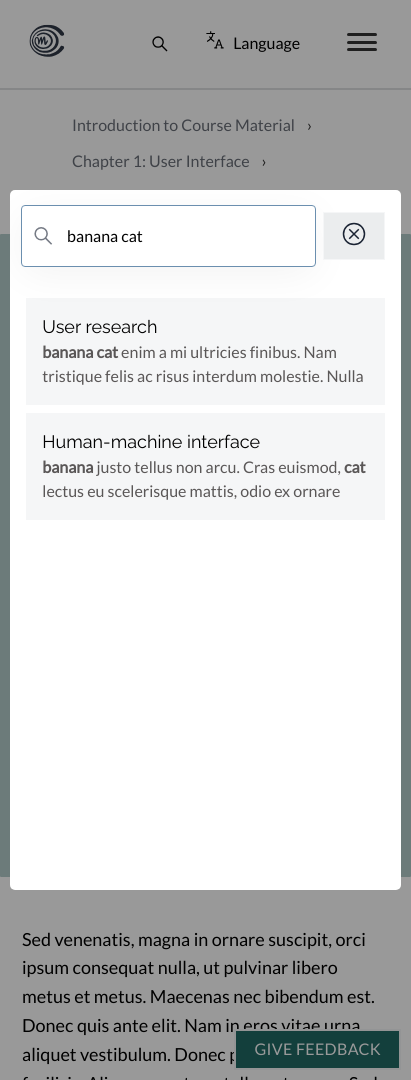 Language
Introduction to Course Material ›
Chapter 1: User Interface ›
banana cat
User research
banana cat enim a mi ultricies finibus. Nam
tristique felis ac risus interdum molestie. Nulla
Human-machine interface
banana justo tellus non arcu. Cras euismod, cat
lectus eu scelerisque mattis, odio ex ornare
Sed venenatis, magna in ornare suscipit, orci
ipsum consequat nulla, ut pulvinar libero
metus et metus. Maecenas nec bibendum est.
Donec quis ante elit. Nam in eros vitae urna
aliquet vestibulum. Donec
GIVE FEEDBACK